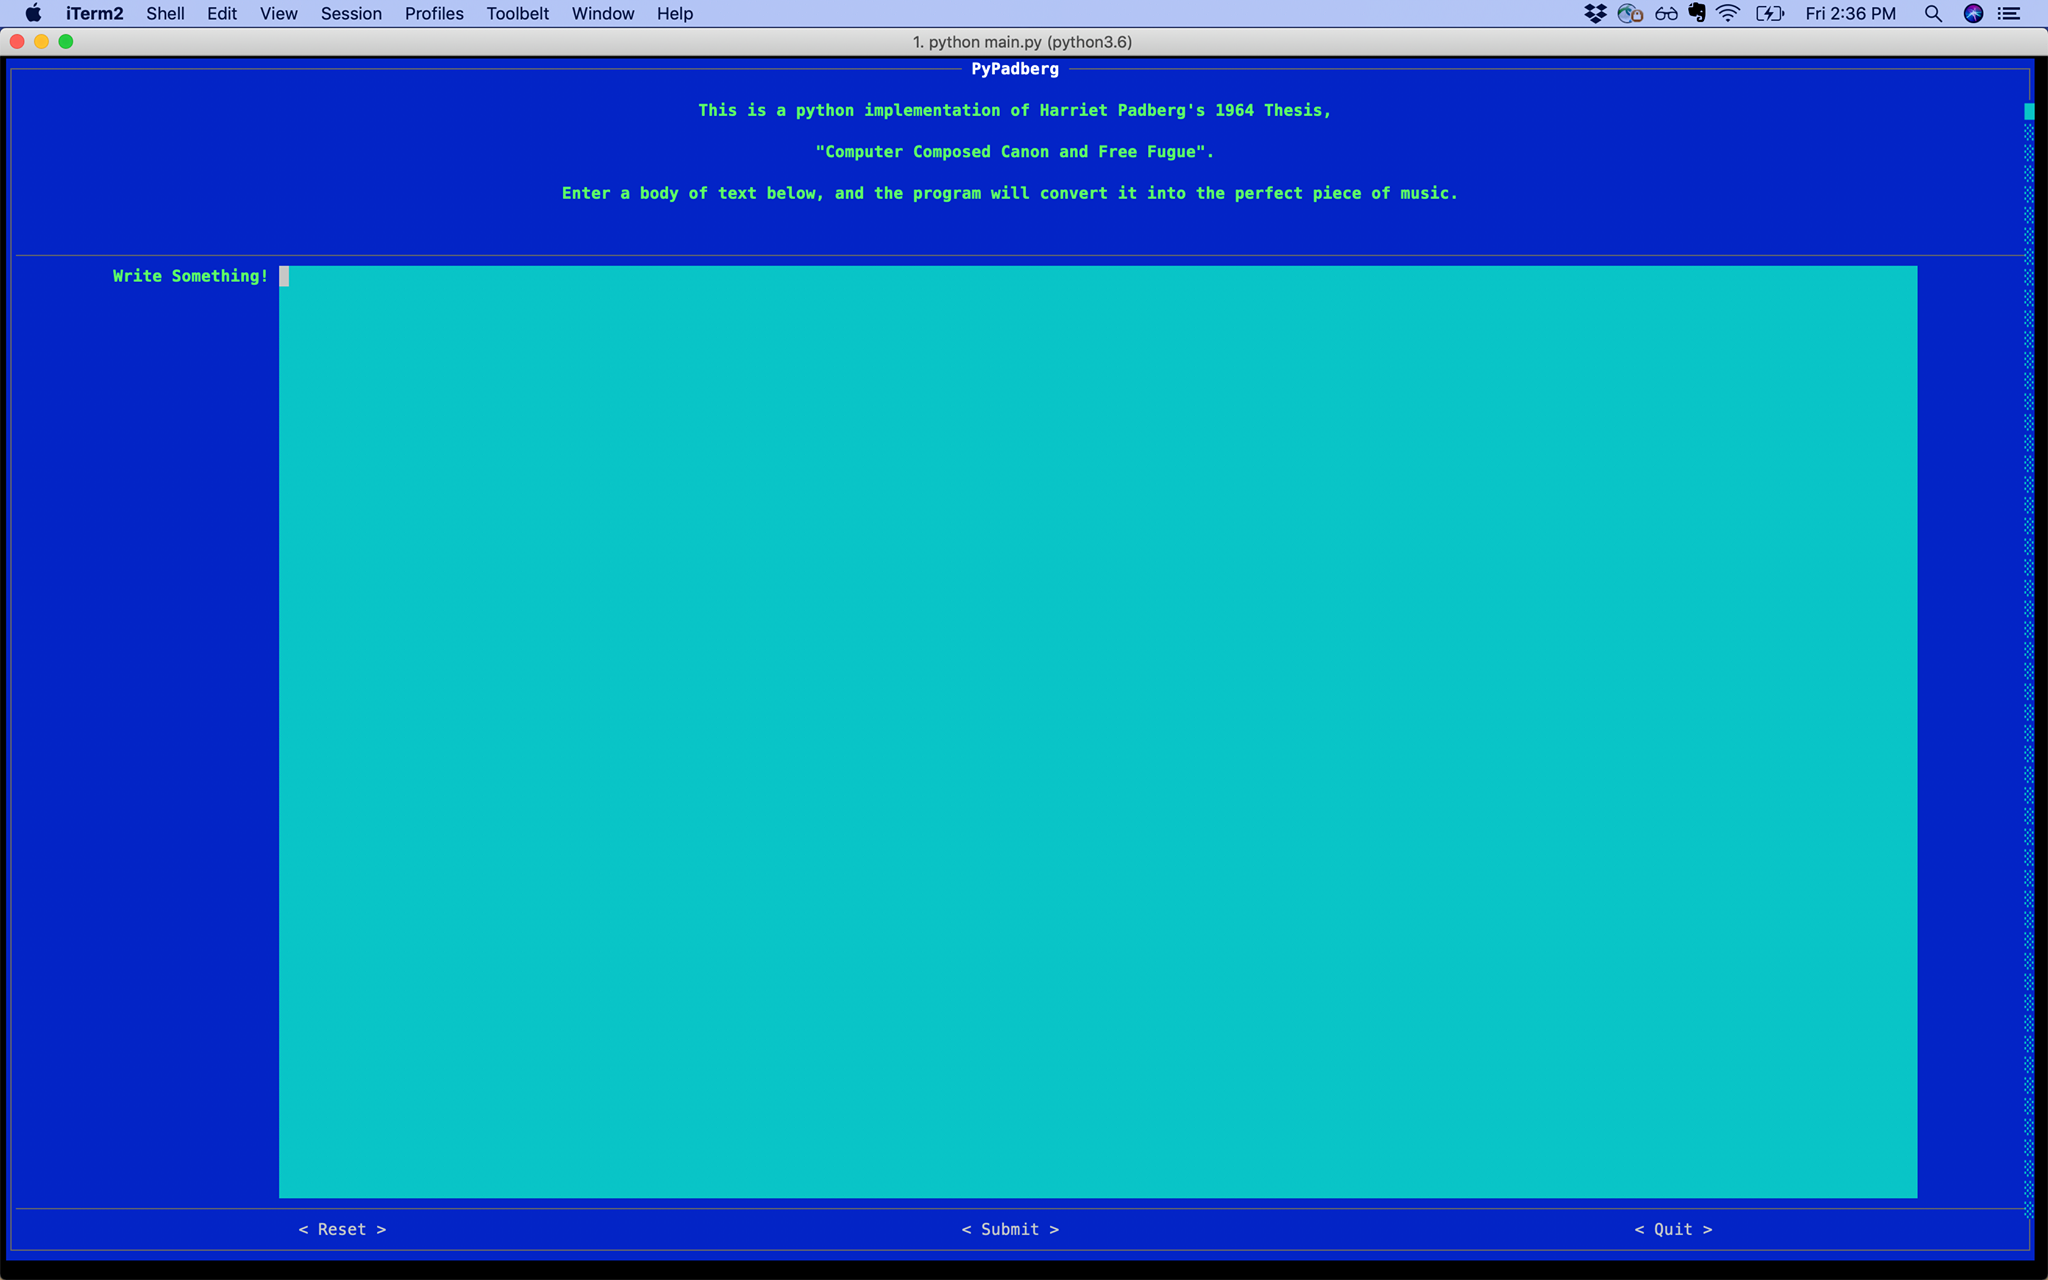 iTerm2 Shell Edit View Session Profiles Toolbelt Window Help Fri 2:36 PM
1. python main.py (python3.6)
PyPadberg
This is a python implementation of Harriet Padberg's 1964 Thesis,
"Computer Composed Canon and Free Fugue".
Enter a body of text below, and the program will convert it into the perfect piece of music.
Write Something!
< Reset > < Submit > < Quit >